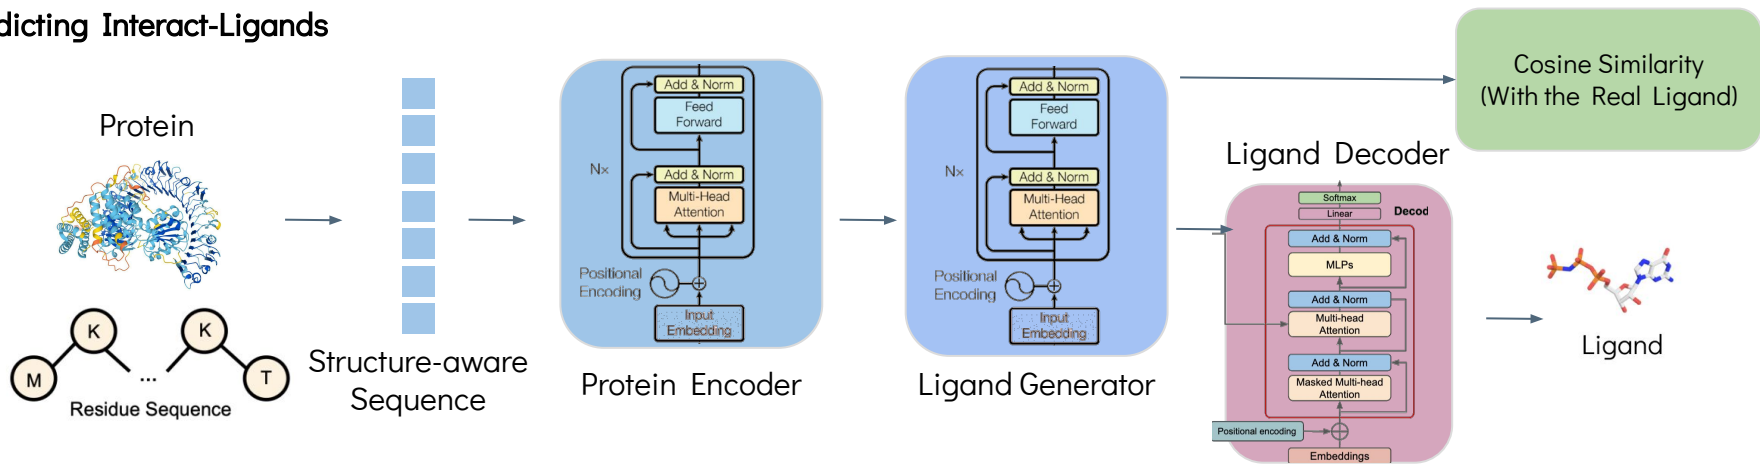 dicting Interact-Ligands
Protein
M
K
...
K
T
Residue Sequence
Structure-aware
Sequence
Add & Norm
Feed
Forward
Nx
Add & Norm
Multi-Head
Attention
Positional
Encoding
Input
Embedding
Protein Encoder
Add & Norm
Feed
Forward
Nx
Add & Norm
Multi-Head
Attention
Positional
Encoding
Input
Embedding
Ligand Generator
Cosine Similarity
(With the Real Ligand)
Ligand Decoder
Softmax
Linear
Decod
Add & Norm
MLPs
Add & Norm
Multi-head
Attention
Add & Norm
Masked Multi-head
Attention
Positional encoding
Embeddings
Ligand